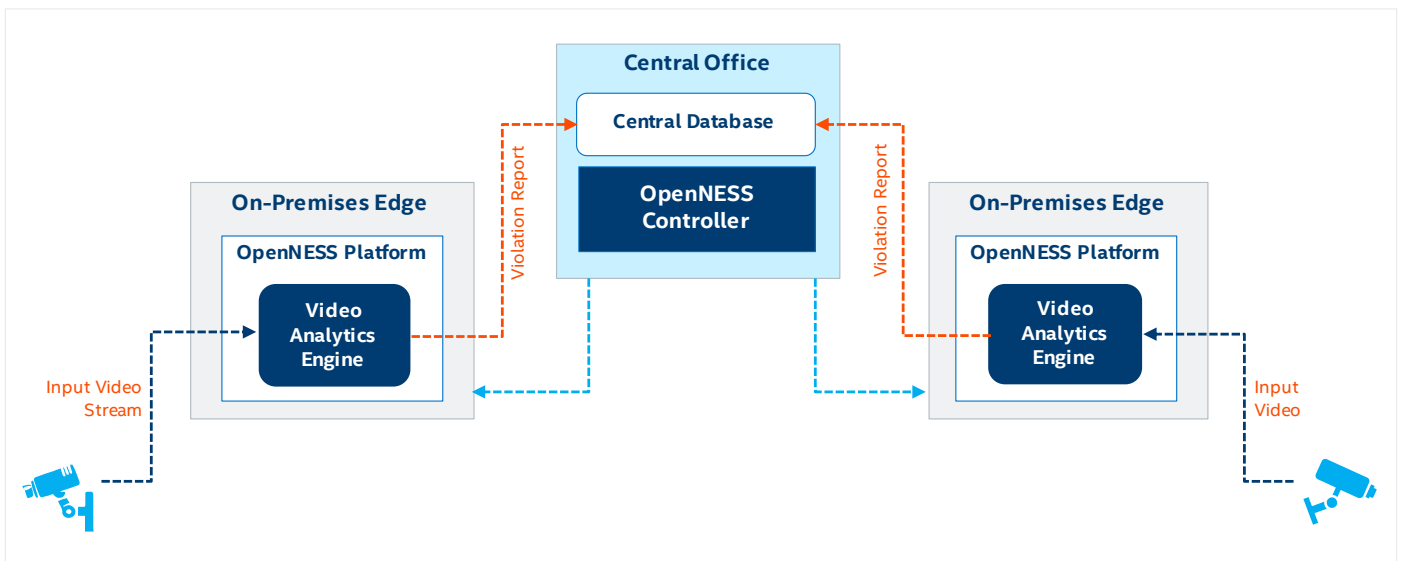 Central Office
Central Database
OpenNESS
Controller
Violation Report
Violation Report
On-Premises Edge
OpenNESS Platform
Video
Analytics
Engine
Input Video
Stream
On-Premises Edge
OpenNESS Platform
Video
Analytics
Engine
Input
Video